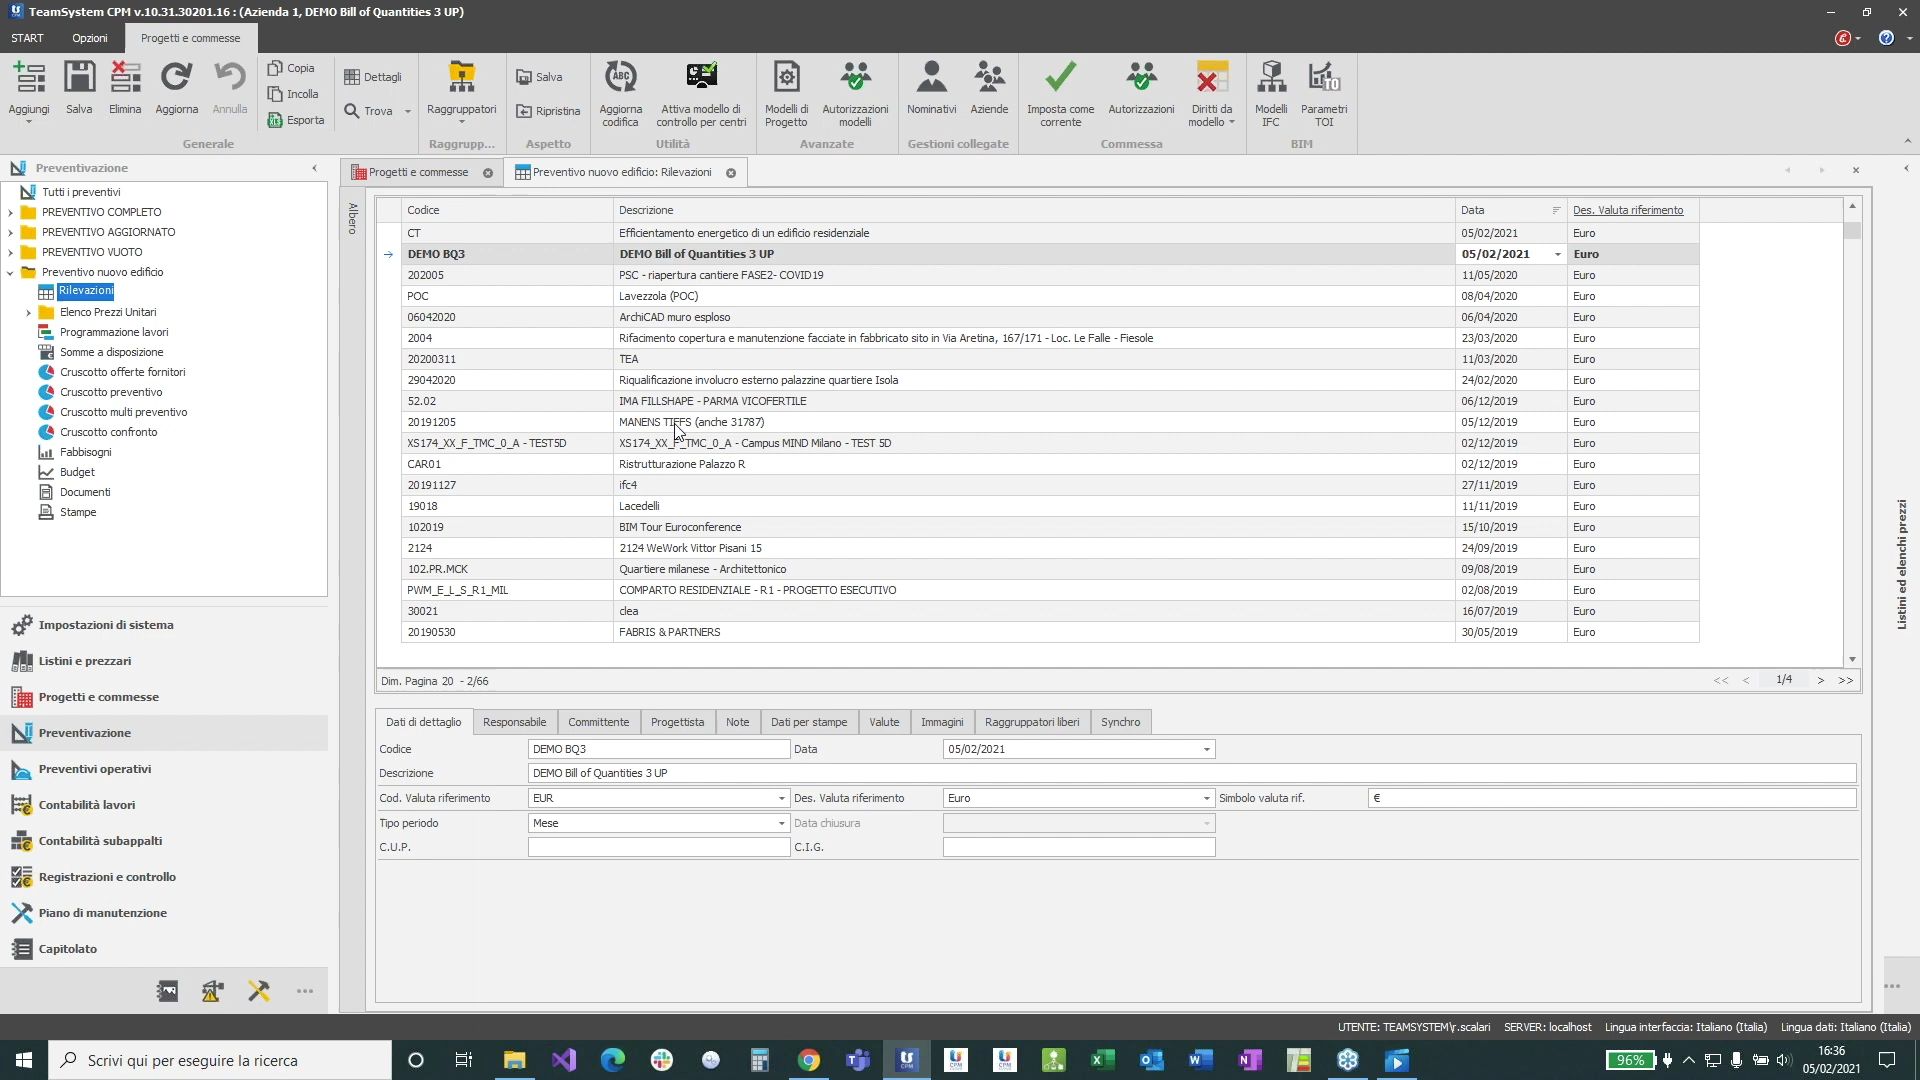 TeamSystem CPM v.10.31.30201.16 : (Azienda 1, DEMO Bill of Quantities 3 UP)
START Opzioni Progetti e commesse
Aggiungi Salva Elimina Aggiorna Annulla Copia Incolla Esporta Dettagli Trova
Generale
Raggruppatori
Raggrupp...
Salva Ripristina
Aspetto
Aggiorna codifica
Attiva modello di controllo per centri
Utilità
Modelli di Progetto
Autorizzazioni modelli
Avanzate
Nominativi Aziende
Gestioni collegate
Imposta come corrente
Autorizzazioni
Diritti da modello
Commessa
Modelli IFC
Parametri TOI
BIM
Preventivazione
Tutti i preventivi
PREVENTIVO COMPLETO
PREVENTIVO AGGIORNATO
PREVENTIVO VUOTO
Preventivo nuovo edificio
Rilevazioni
Elenco Prezzi Unitari
Programmazione lavori
Somme a disposizione
Cruscotto offerte fornitori
Cruscotto preventivo
Cruscotto multi preventivo
Cruscotto confronto
Fabbisogni
Budget
Documenti
Stampe
Impostazioni di sistema
Listini e prezzari
Progetti e commesse
Preventivazione
Preventivi operativi
Contabilità lavori
Contabilità subappalti
Registrazioni e controllo
Piano di manutenzione
Capitolato
Progetti e commesse Preventivo nuovo edificio: Rilevazioni
Albero
Codice Descrizione Data Des. Valuta riferimento
CT Efficientamento energetico di un edificio residenziale 05/02/2021 Euro
DEMO BQ3 DEMO Bill of Quantities 3 UP 05/02/2021 Euro
202005 PSC - riapertura cantiere FASE2- COVID19 11/05/2020 Euro
POC Lavezzola (POC) 08/04/2020 Euro
06042020 ArchiCAD muro esploso 06/04/2020 Euro
2004 Rifacimento copertura e manutenzione facciate in fabbricato sito in Via Aretina, 167/171 - Loc. Le Falle - Fiesole 23/03/2020 Euro
20200311 TEA 11/03/2020 Euro
29042020 Riqualificazione involucro esterno palazzine quartiere Isola 24/02/2020 Euro
52.02 IMA FILLSHAPE - PARMA VICOFERTILE 06/12/2019 Euro
20191205 MANENS TIFFS (anche 31787) 05/12/2019 Euro
XS174_XX_F_TMC_0_A - TEST5D XS174_XX_F_TMC_0_A - Campus MIND Milano - TEST 5D 02/12/2019 Euro
CAR01 Ristrutturazione Palazzo R 02/12/2019 Euro
20191127 ifc4 27/11/2019 Euro
19018 Lacedelli 11/11/2019 Euro
102019 BIM Tour Euroconference 15/10/2019 Euro
2124 2124 WeWork Vittor Pisani 15 24/09/2019 Euro
102.PR.MCK Quartiere milanese - Architettonico 09/08/2019 Euro
PWM_E_L_S_R1_MIL COMPARTO RESIDENZIALE - R1 - PROGETTO ESECUTIVO 02/08/2019 Euro
30021 clea 16/07/2019 Euro
20190530 FABRIS & PARTNERS 30/05/2019 Euro
Dim. Pagina 20 - 2/66 << < 1/4 > >>
Dati di dettaglio Responsabile Committente Progettista Note Dati per stampe Valute Immagini Raggruppatori liberi Synchro
Codice DEMO BQ3 Data 05/02/2021
Descrizione DEMO Bill of Quantities 3 UP
Cod. Valuta riferimento EUR Des. Valuta riferimento Euro Simbolo valuta rif. €
Tipo periodo Mese Data chiusura
C.U.P. C.I.G.
Listini ed elenchi prezzi
UTENTE: TEAMSYSTEM\r.scalari SERVER: localhost Lingua interfaccia: Italiano (Italia) Lingua dati: Italiano (Italia)
Scrivi qui per eseguire la ricerca
96%
16:36
05/02/2021